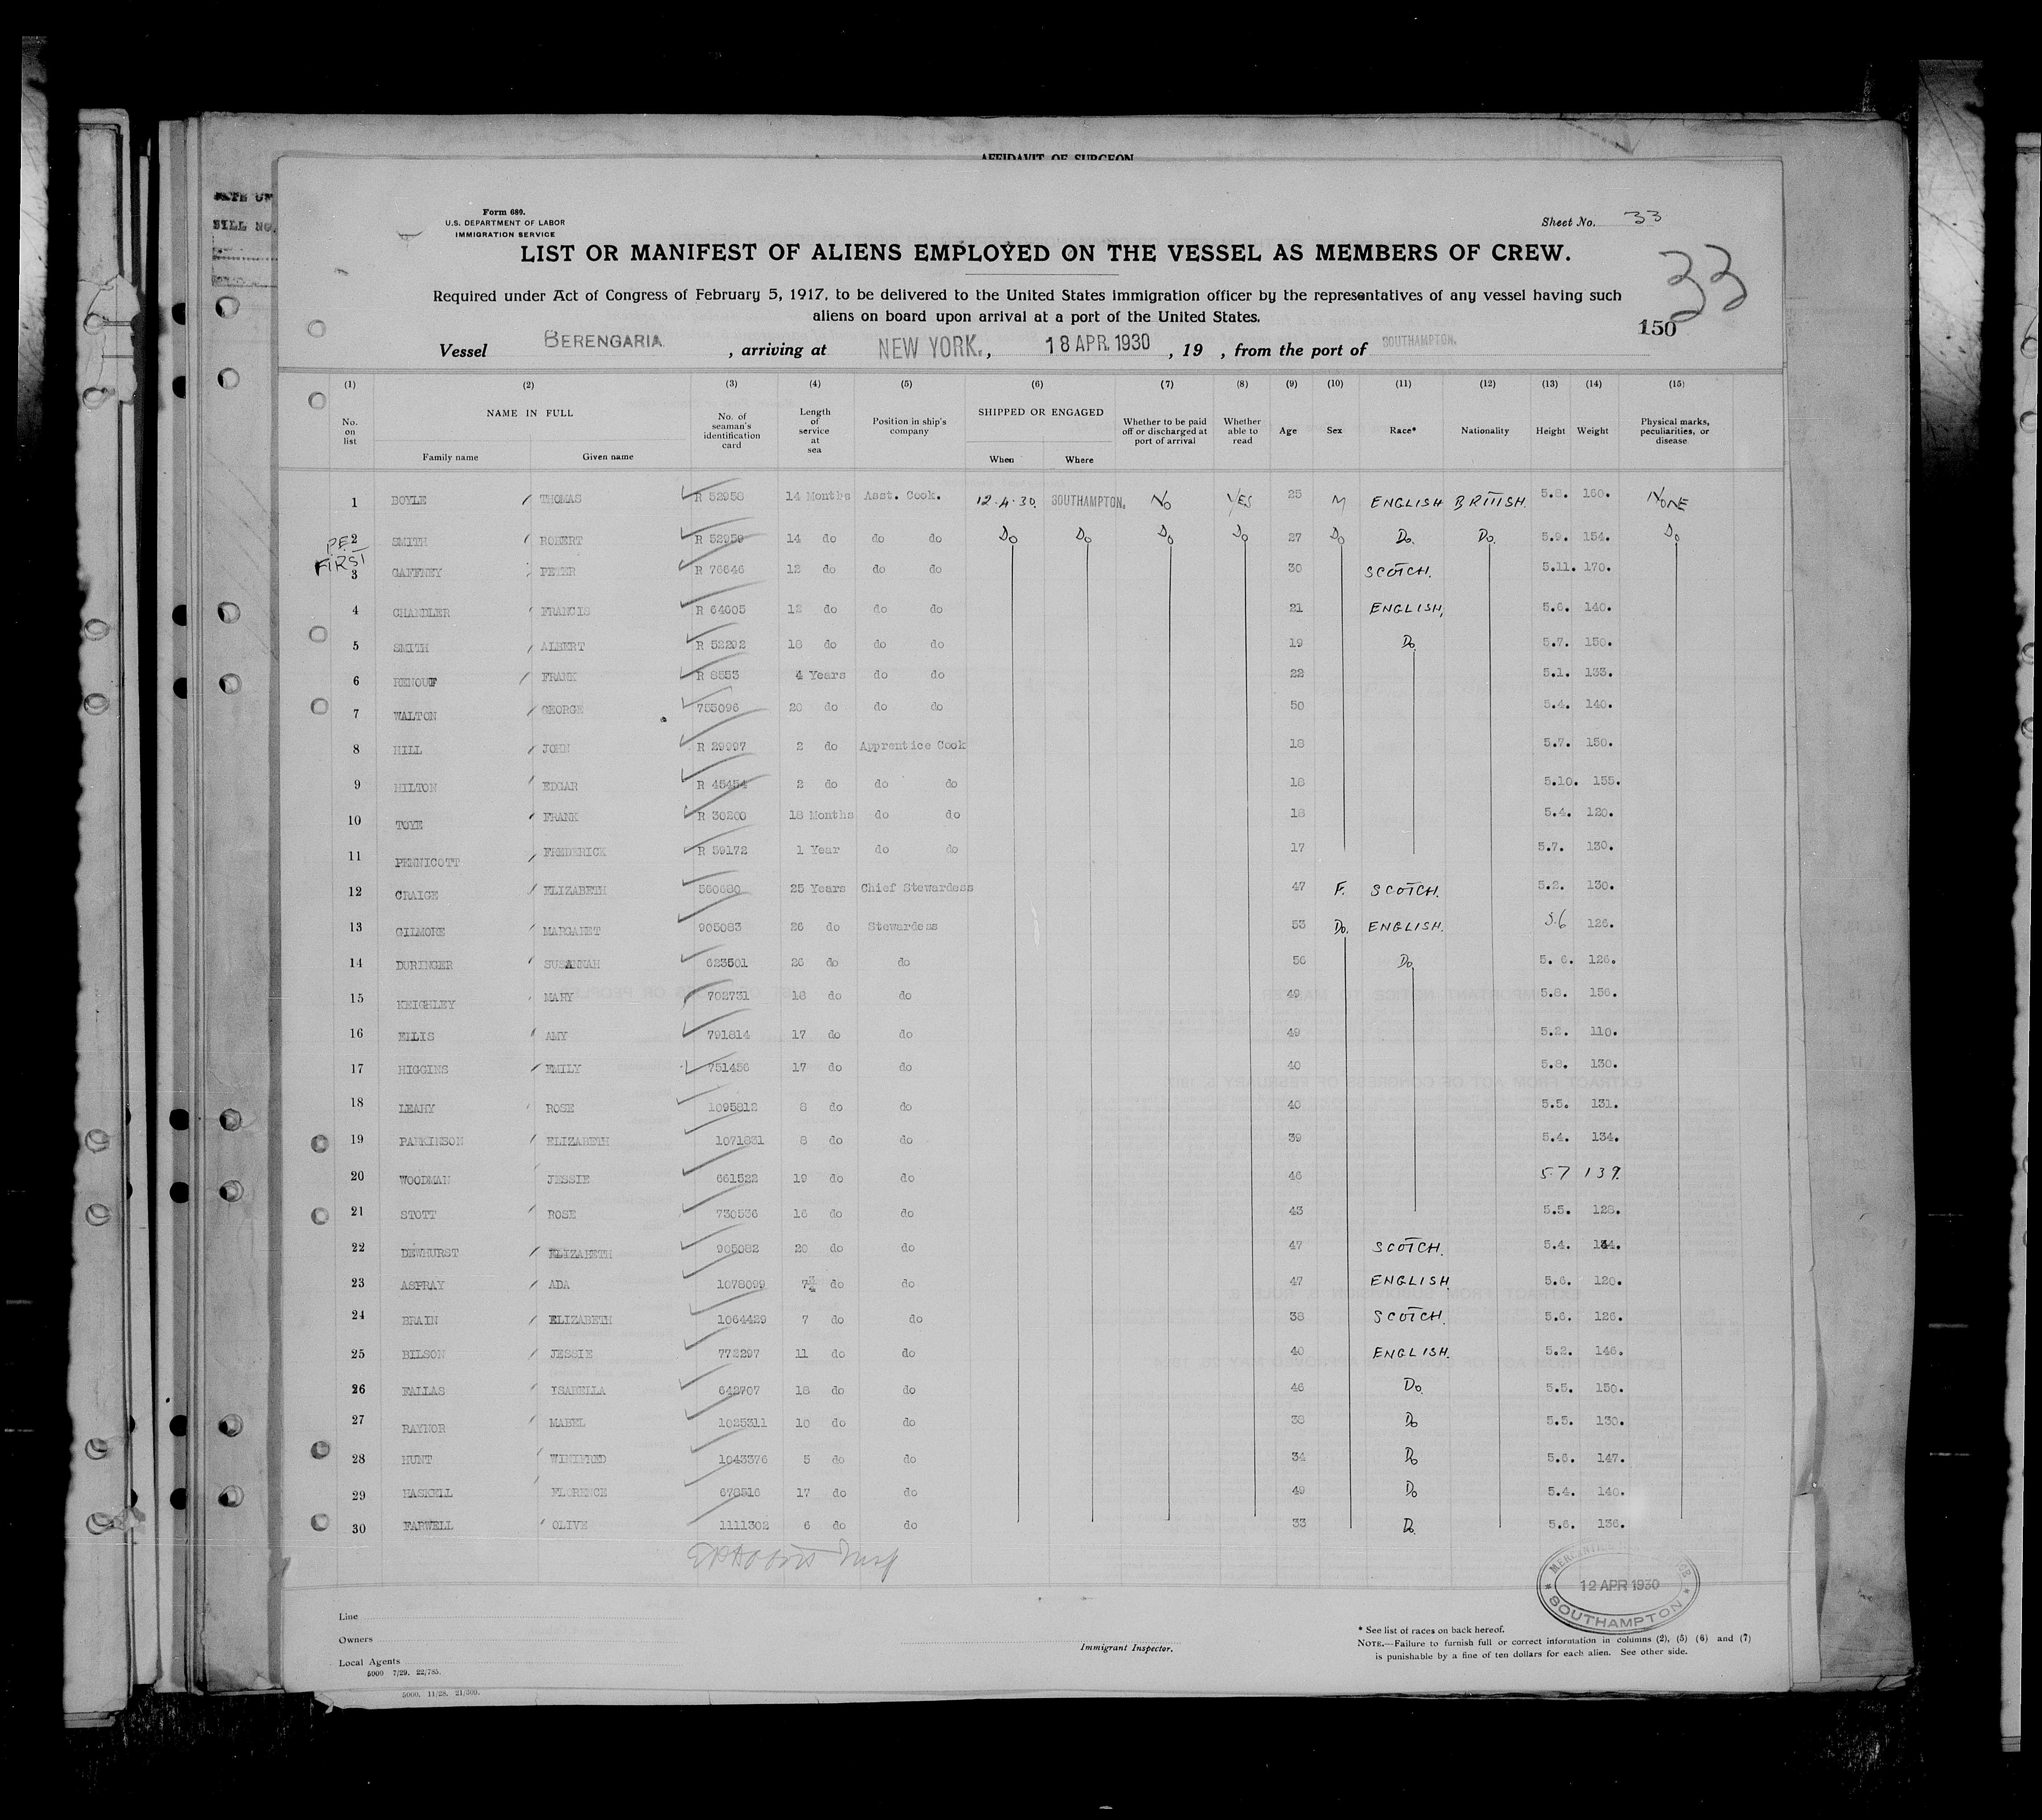 AFFIDAVIT OF SURGEON
Form 680.
U.S. DEPARTMENT OF LABOR
IMMIGRATION SERVICE
Sheet No. 33
LIST OR MANIFEST OF ALIENS EMPLOYED ON THE VESSEL AS MEMBERS OF CREW.
33
Required under Act of Congress of February 5, 1917, to be delivered to the United States immigration officer by the representatives of any vessel having such
aliens on board upon arrival at a port of the United States.
150
Vessel BERENGARIA , arriving at NEW YORK. , 18 APR. 1930 , 19 , from the port of SOUTHAMPTON.
(1) (2) (3) (4) (5) (6) (7) (8) (9) (10) (11) (12) (13) (14) (15)
No. on list NAME IN FULL Family name Given name No. of seaman's identification card Length of service at sea Position in ship's company SHIPPED OR ENGAGED When Where Whether to be paid off or discharged at port of arrival Whether able to read Age Sex Race* Nationality Height Weight Physical marks, peculiarities, or disease
1 BOYLE THOMAS R 52958 14 Months Asst. Cook. 12.4.30. SOUTHAMPTON. No YES 25 M ENGLISH BRITISH. 5.8. 160. NONE
P.E. 2 SMITH ROBERT R 52959 14 do do do Do Do Do Do 27 Do Do. Do. 5.9. 154. Do
FIRST 3 GAFFNEY PETER R 76646 12 do do do 30 SCOTCH. 5.11. 170.
4 CHANDLER FRANCIS R 64605 12 do do do 21 ENGLISH, 5.6. 140.
5 SMITH ALBERT R 52292 18 do do do 19 Do 5.7. 150.
6 RENOUF FRANK R 8553 4 Years do do 22 5.1. 133.
7 WALTON GEORGE 755096 20 do do do 50 5.4. 140.
8 HILL JOHN R 29997 2 do Apprentice Cook 18 5.7. 150.
9 HILTON EDGAR R 45454 2 do do do 18 5.10. 155.
10 TOYE FRANK R 30200 18 Months do do 18 5.4. 120.
11 PENNICOTT FREDERICK R 59172 1 Year do do 17 5.7. 130.
12 CRAIGE ELIZABETH 550680 25 Years Chief Stewardess 47 F. SCOTCH. 5.2. 130.
13 GILMORE MARGARET 905083 26 do Stewardess 53 Do. ENGLISH. 5.6 126.
14 DURINGER SUSANNAH 623501 26 do do 56 Do 5. 6. 126.
15 KEIGHLEY MARY 702731 18 do do 49 5.8. 156.
16 ELLIS AMY 791814 17 do do 49 5.2. 110.
17 HIGGINS EMILY 751456 17 do do 40 5.8. 130.
18 LEAHY ROSE 1095812 8 do do 40 5.5. 131.
19 PARKINSON ELIZABETH 1071831 8 do do 39 5.4. 134.
20 WOODMAN JESSIE 661522 19 do do 46 5.7 139.
21 STOTT ROSE 730536 16 do do 43 5.5. 128.
22 DEWHURST ELIZABETH 905082 20 do do 47 SCOTCH. 5.4.
23 ASPRAY ADA 1078099 7¾ do do 47 ENGLISH 5.6. 120.
24 BRAIN ELIZABETH 1064429 7 do do 38 SCOTCH. 5.6. 126.
25 BILSON JESSIE 772297 11 do do 40 ENGLISH. 5.2. 146.
26 FALLAS ISABELLA 642707 18 do do 46 Do. 5.5. 150.
27 RAYNOR MABEL 1025311 10 do do 38 Do 5.5. 130.
28 HUNT WINIFRED 1043376 5 do do 34 Do 5.6. 147.
29 HASKELL FLORENCE 678516 17 do do 49 Do 5.4. 140.
30 FARWELL OLIVE 1111302 6 do do 33 Do. 5.6. 136.
MERCANTILE
12 APR 1930
SOUTHAMPTON
Line
Owners
Local Agents
5000 7/29. 22/785.
5000. 11/28. 21/509.
Immigrant Inspector.
* See list of races on back hereof.
NOTE.—Failure to furnish full or correct information in columns (2), (5) (6) and (7)
is punishable by a fine of ten dollars for each alien. See other side.